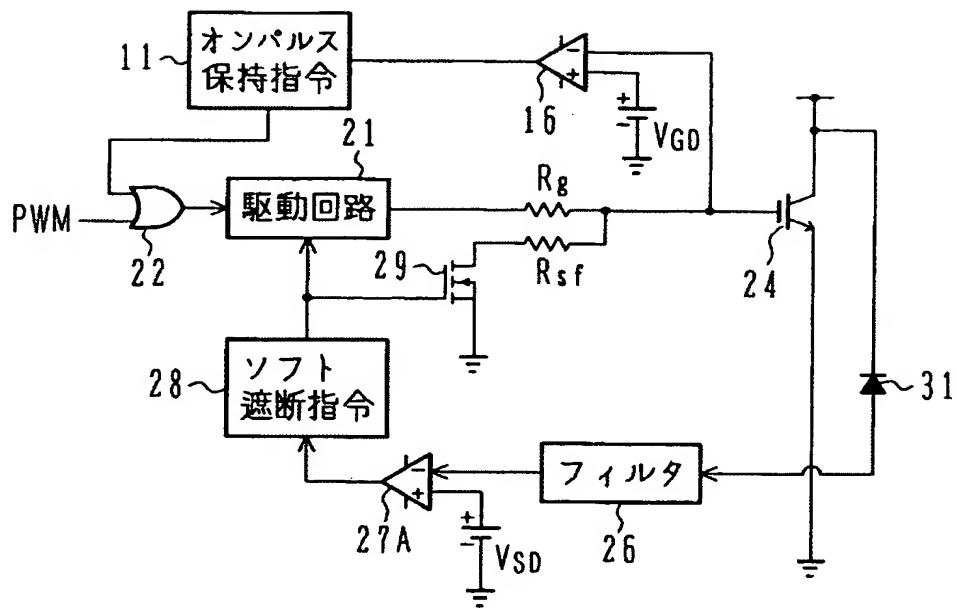 オンパルス
保持指令
11
16
+
-
VGD
-
+
21
PWM
22
駆動回路
Rg
Rsf
29
24
28
ソフト
遮断指令
31
27A
-
+
+
-
VSD
フィルタ
26